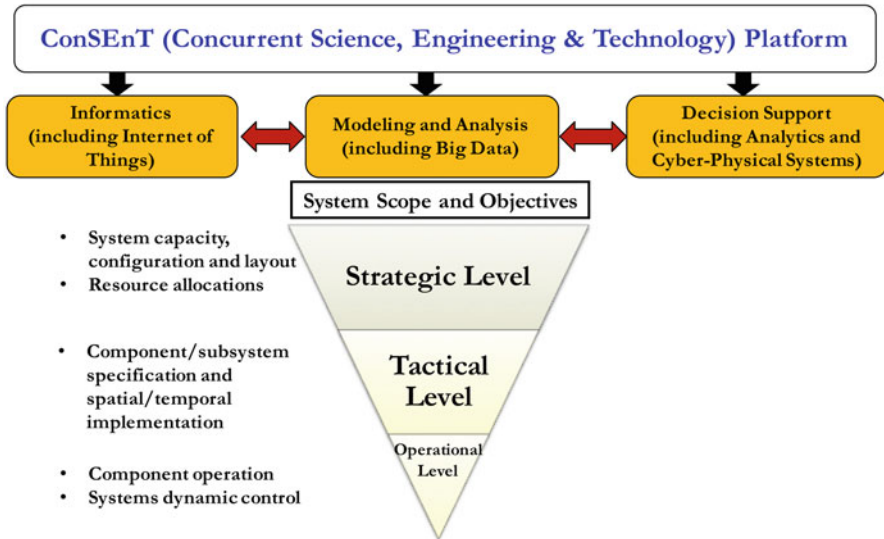 ConSEnT (Concurrent Science, Engineering & Technology) Platform
Informatics
(including Internet of
Things)
Modeling and Analysis
(including Big Data)
Decision Support
(including Analytics and
Cyber-Physical Systems)
System Scope and Objectives
• System capacity,
configuration and layout
• Resource allocations
Strategic Level
• Component/subsystem
specification and
spatial/temporal
implementation
Tactical
Level
• Component operation
• Systems dynamic control
Operational
Level